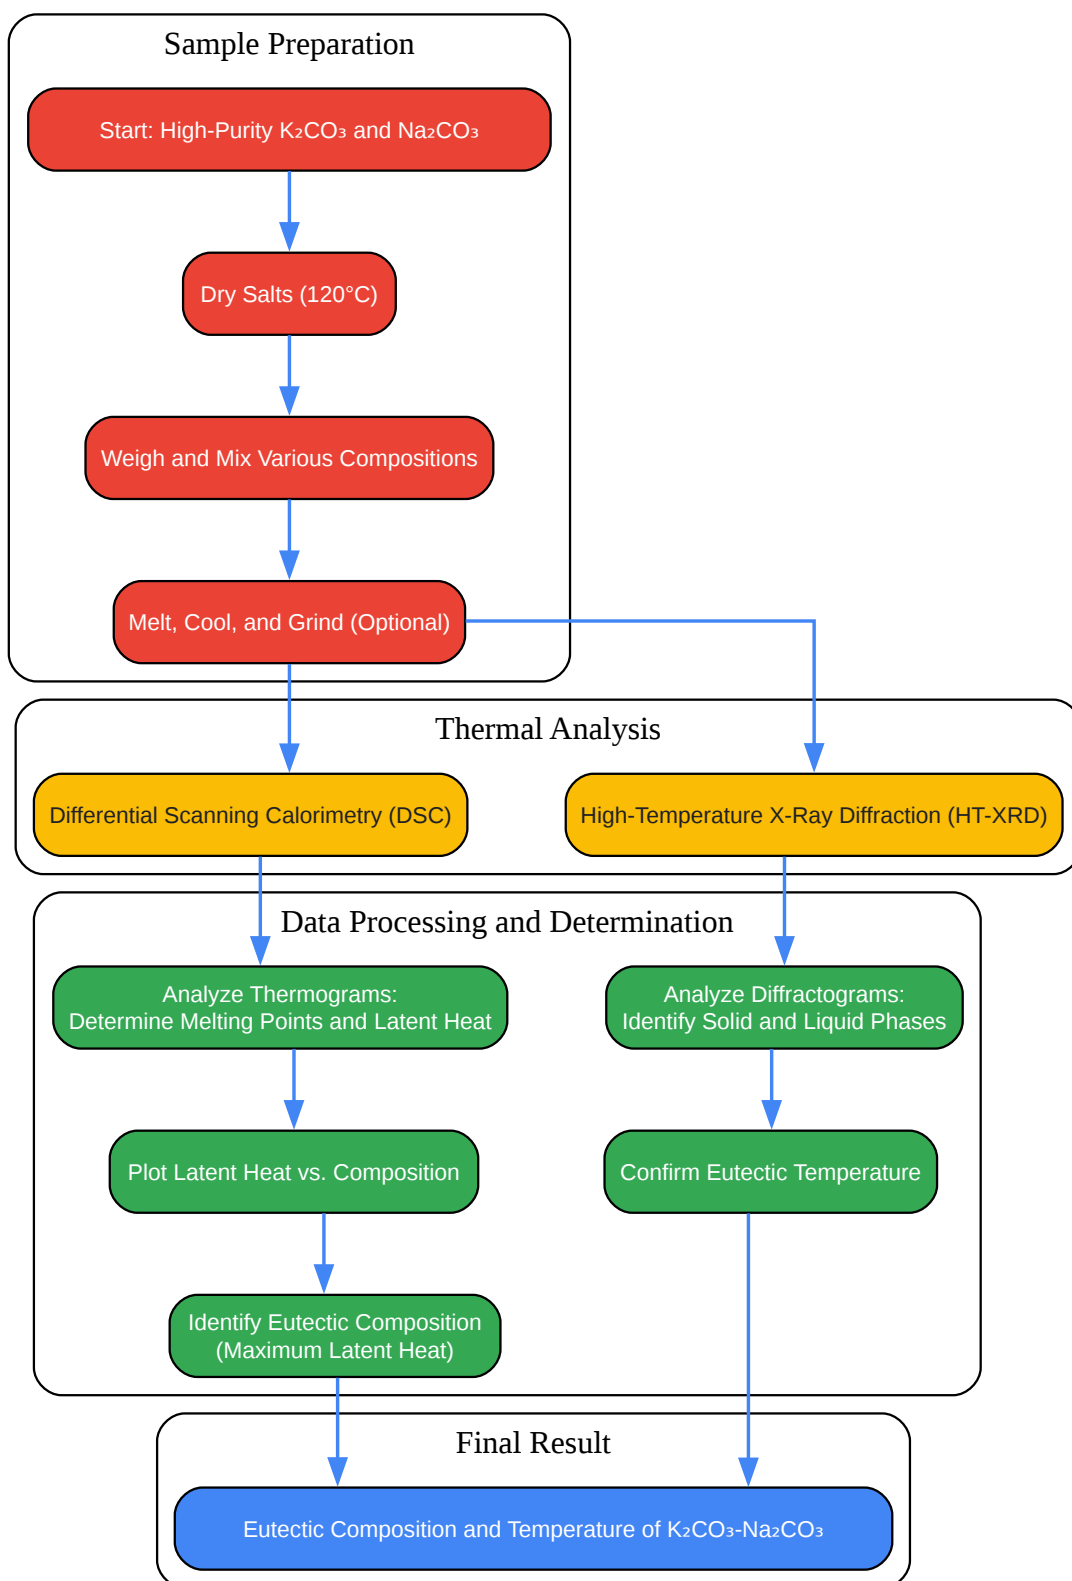 Sample Preparation
Start: High-Purity K₂CO₃ and Na₂CO₃
Dry Salts (120°C)
Weigh and Mix Various Compositions
Melt, Cool, and Grind (Optional)
Thermal Analysis
Differential Scanning Calorimetry (DSC)
High-Temperature X-Ray Diffraction (HT-XRD)
Data Processing and Determination
Analyze Thermograms:
Determine Melting Points and Latent Heat
Analyze Diffractograms:
Identify Solid and Liquid Phases
Plot Latent Heat vs. Composition
Confirm Eutectic Temperature
Identify Eutectic Composition
(Maximum Latent Heat)
Final Result
Eutectic Composition and Temperature of K₂CO₃-Na₂CO₃